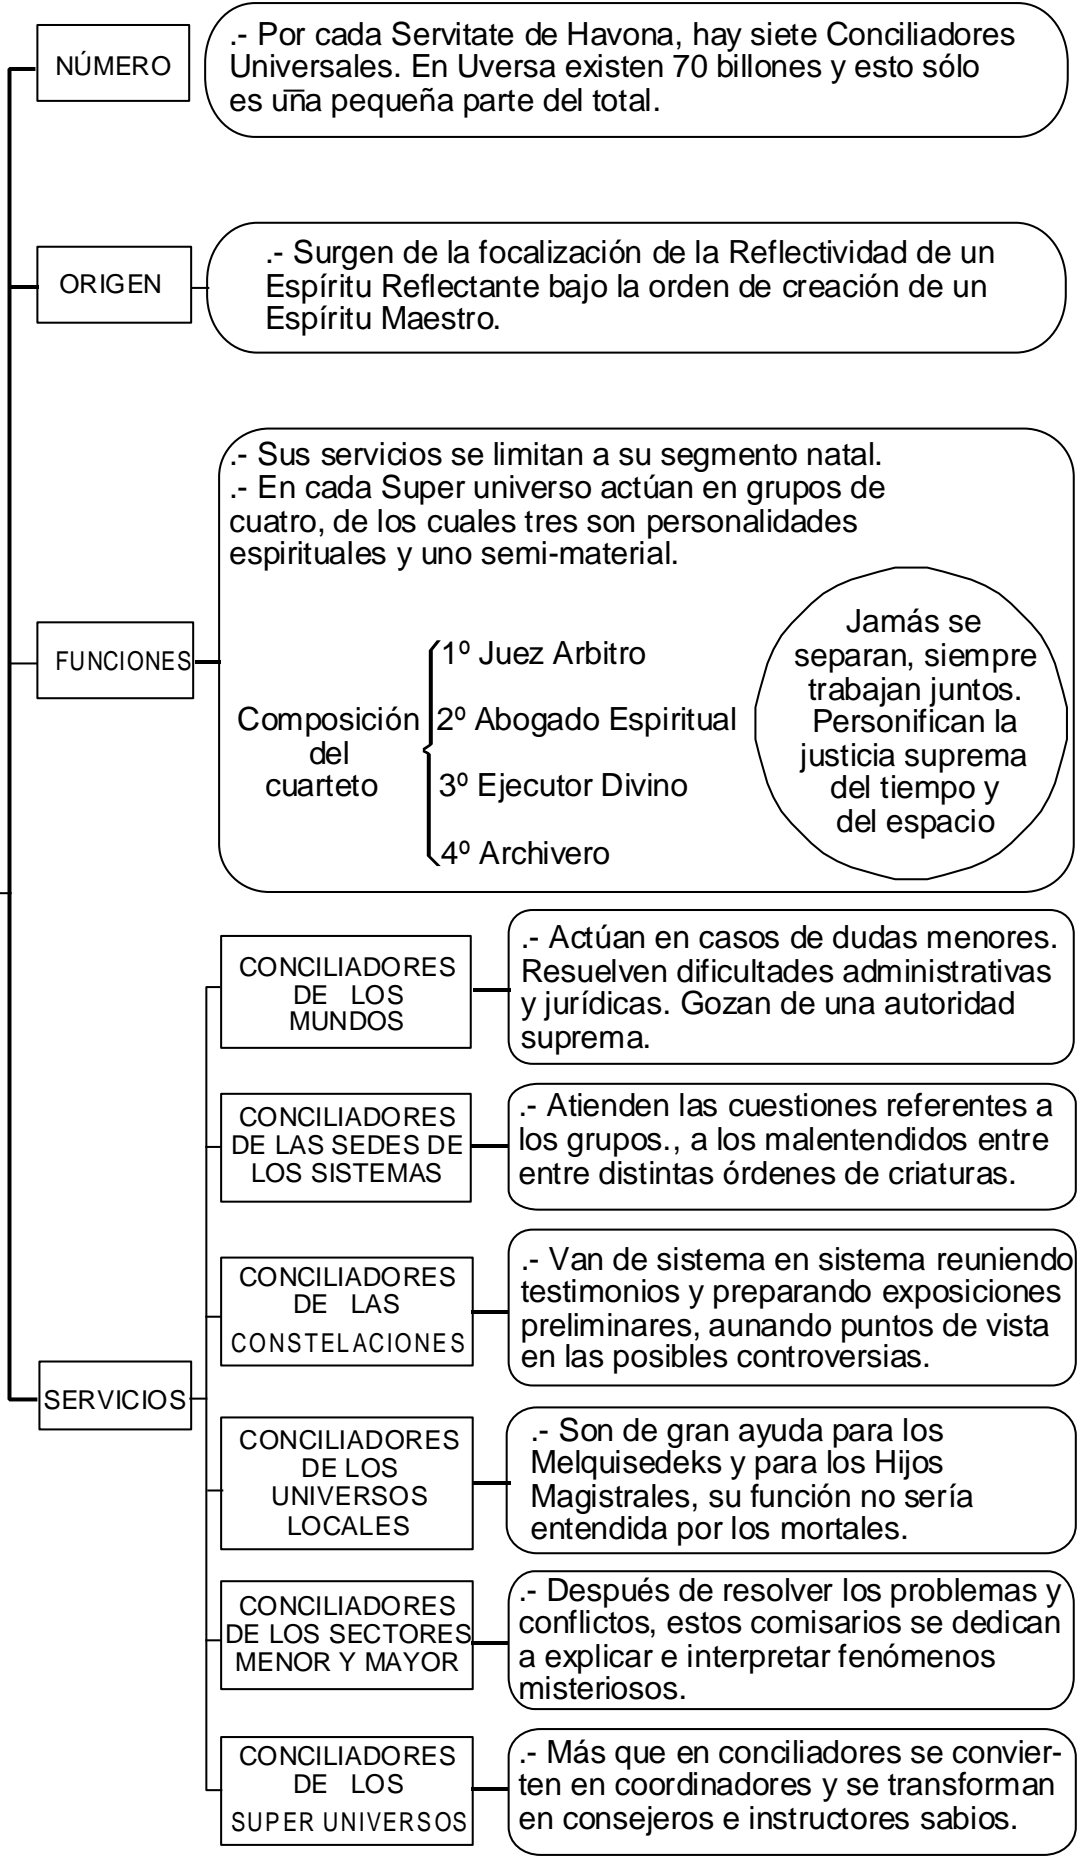 NÚMERO
.- Por cada Servitate de Havona, hay siete Conciliadores
Universales. En Uversa existen 70 billones y esto sólo
es una pequeña parte del total.
ORIGEN
.- Surgen de la focalización de la Reflectividad de un
Espíritu Reflectante bajo la orden de creación de un
Espíritu Maestro.
FUNCIONES
.- Sus servicios se limitan a su segmento natal.
.- En cada Super universo actúan en grupos de
cuatro, de los cuales tres son personalidades
espirituales y uno semi-material.
Composición
del
cuarteto
1º Juez Arbitro
2º Abogado Espiritual
3º Ejecutor Divino
4º Archivero
Jamás se
separan, siempre
trabajan juntos.
Personifican la
justicia suprema
del tiempo y
del espacio
SERVICIOS
CONCILIADORES
DE LOS
MUNDOS
.- Actúan en casos de dudas menores.
Resuelven dificultades administrativas
y jurídicas. Gozan de una autoridad
suprema.
CONCILIADORES
DE LAS SEDES DE
LOS SISTEMAS
.- Atienden las cuestiones referentes a
los grupos., a los malentendidos entre
entre distintas órdenes de criaturas.
CONCILIADORES
DE LAS
CONSTELACIONES
.- Van de sistema en sistema reuniendo
testimonios y preparando exposiciones
preliminares, aunando puntos de vista
en las posibles controversias.
CONCILIADORES
DE LOS
UNIVERSOS
LOCALES
.- Son de gran ayuda para los
Melquisedeks y para los Hijos
Magistrales, su función no sería
entendida por los mortales.
CONCILIADORES
DE LOS SECTORES
MENOR Y MAYOR
.- Después de resolver los problemas y
conflictos, estos comisarios se dedican
a explicar e interpretar fenómenos
misteriosos.
CONCILIADORES
DE LOS
SUPER UNIVERSOS
.- Más que en conciliadores se convier-
ten en coordinadores y se transforman
en consejeros e instructores sabios.